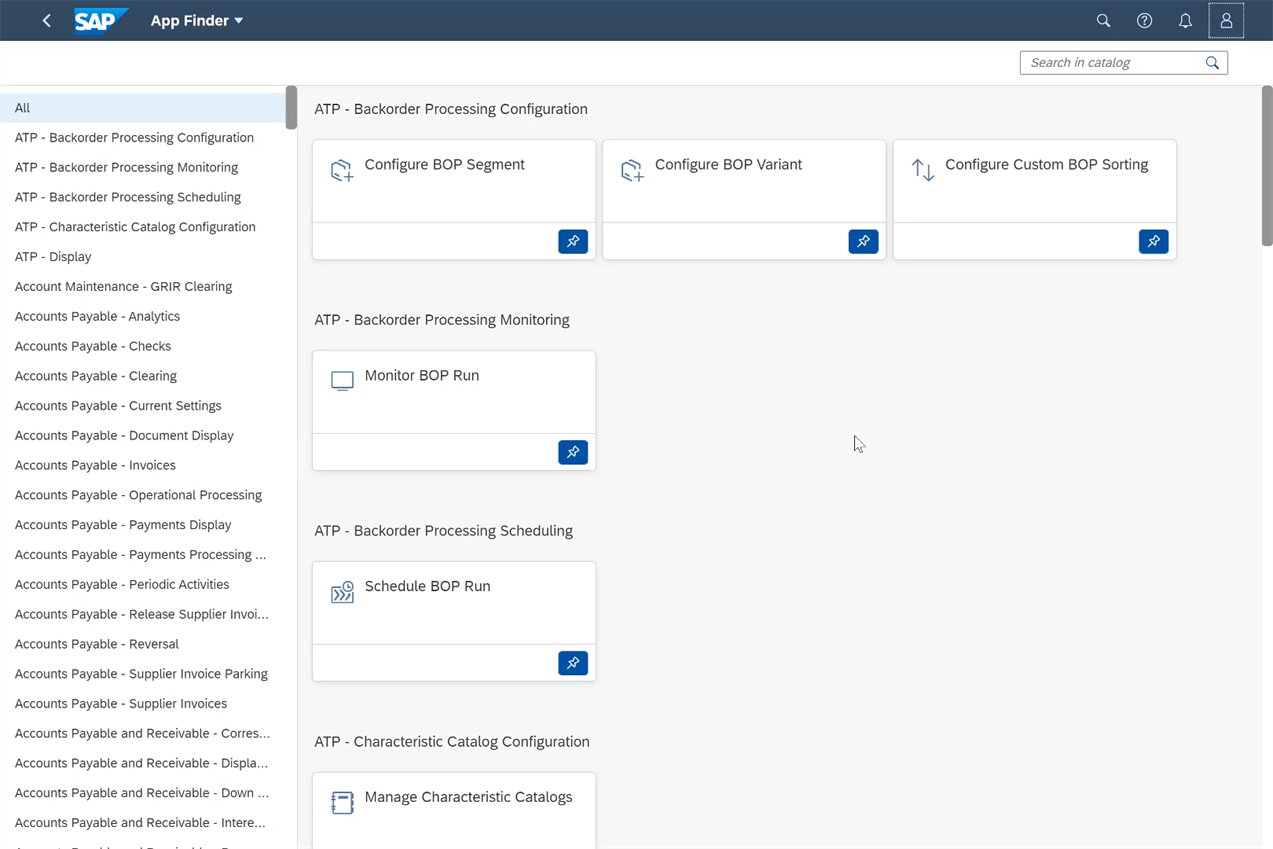 SAP App Finder
Search in catalog
All
ATP - Backorder Processing Configuration
ATP - Backorder Processing Monitoring
ATP - Backorder Processing Scheduling
ATP - Characteristic Catalog Configuration
ATP - Display
Account Maintenance - GRIR Clearing
Accounts Payable - Analytics
Accounts Payable - Checks
Accounts Payable - Clearing
Accounts Payable - Current Settings
Accounts Payable - Document Display
Accounts Payable - Invoices
Accounts Payable - Operational Processing
Accounts Payable - Payments Display
Accounts Payable - Payments Processing ...
Accounts Payable - Periodic Activities
Accounts Payable - Release Supplier Invoi...
Accounts Payable - Reversal
Accounts Payable - Supplier Invoice Parking
Accounts Payable - Supplier Invoices
Accounts Payable and Receivable - Corres...
Accounts Payable and Receivable - Displa...
Accounts Payable and Receivable - Down ...
Accounts Payable and Receivable - Intere...
ATP - Backorder Processing Configuration
Configure BOP Segment
Configure BOP Variant
Configure Custom BOP Sorting
ATP - Backorder Processing Monitoring
Monitor BOP Run
ATP - Backorder Processing Scheduling
Schedule BOP Run
ATP - Characteristic Catalog Configuration
Manage Characteristic Catalogs